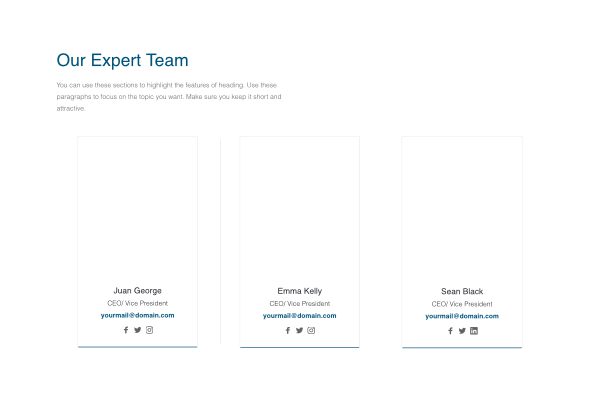 Our Expert Team
You can use these sections to highlight the features of heading. Use these
paragraphs to focus on the topic you want. Make sure you keep it short and
attractive.
Juan George
CEO/ Vice President
yourmail@domain.com
Emma Kelly
CEO/ Vice President
yourmail@domain.com
Sean Black
CEO/ Vice President
yourmail@domain.com